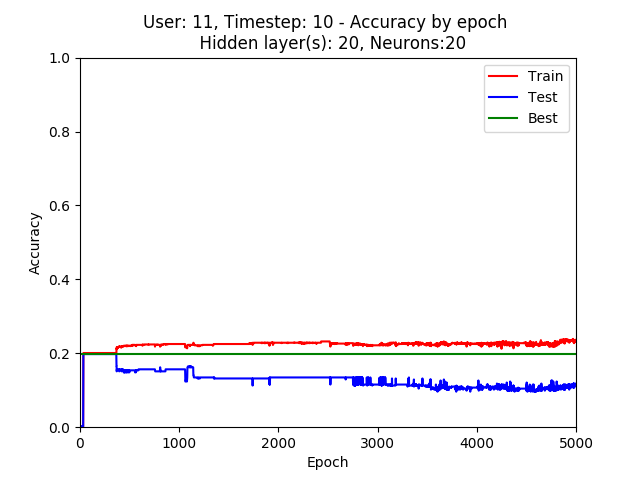 User: 11, Timestep: 10 - Accuracy by epoch
Hidden layer(s): 20, Neurons:20
1.0
0.8
0.6
0.4
0.2
0.0
Accuracy
Train
Test
Best
0 1000 2000 3000 4000 5000
Epoch